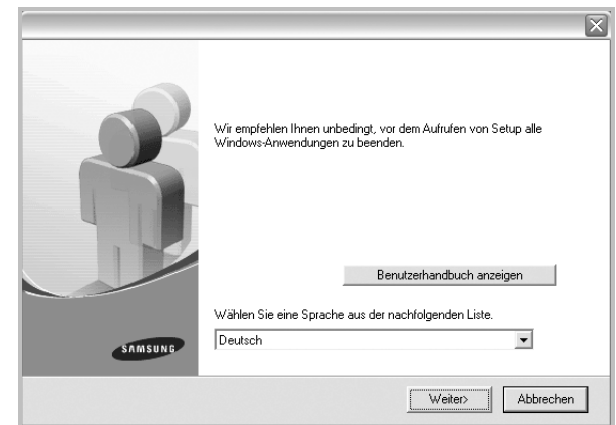 Wir empfehlen Ihnen unbedingt, vor dem Aufrufen von Setup alle
Windows-Anwendungen zu beenden.
Benutzerhandbuch anzeigen
Wählen Sie eine Sprache aus der nachfolgenden Liste.
Deutsch
SAMSUNG
Weiter>
Abbrechen